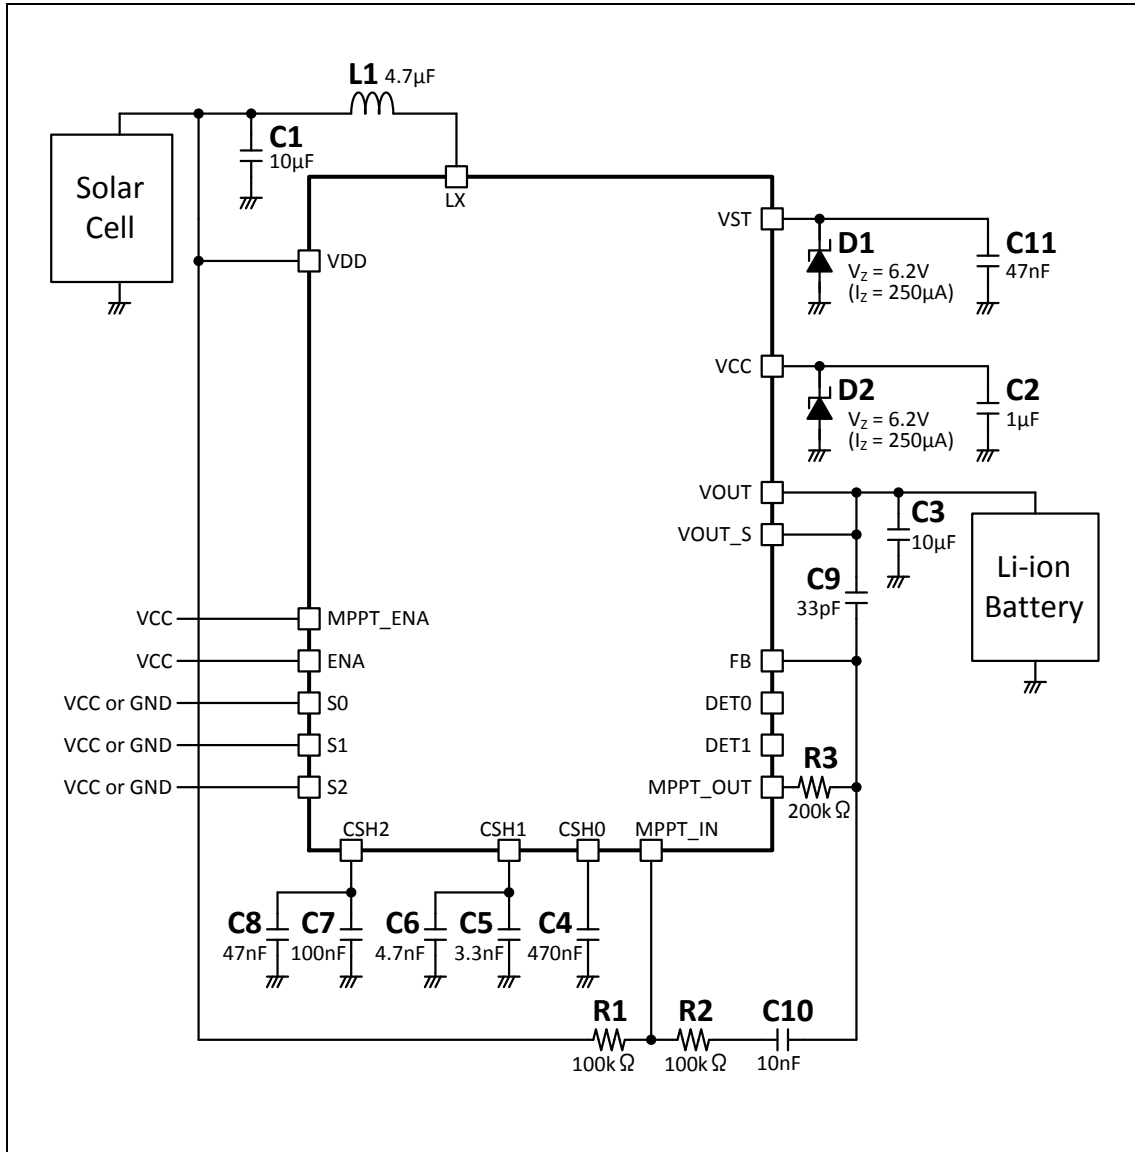 L1 4.7µF
C1
10µF
Solar
Cell
LX
VST
D1
C11
VDD
VZ = 6.2V
47nF
(IZ = 250µA)
VCC
D2
C2
VZ = 6.2V
1µF
(IZ = 250µA)
VOUT
C3
VOUT_S
10µF
Li-ion
C9
Battery
33pF
VCC
MPPT_ENA
VCC
ENA
FB
VCC or GND
S0
DET0
VCC or GND
S1
DET1
R3
VCC or GND
S2
MPPT_OUT
200kΩ
CSH2
CSH1
CSH0
MPPT_IN
C8
C7
C6
C5
C4
47nF
100nF
4.7nF
3.3nF
470nF
R1
R2
C10
100kΩ
100kΩ
10nF